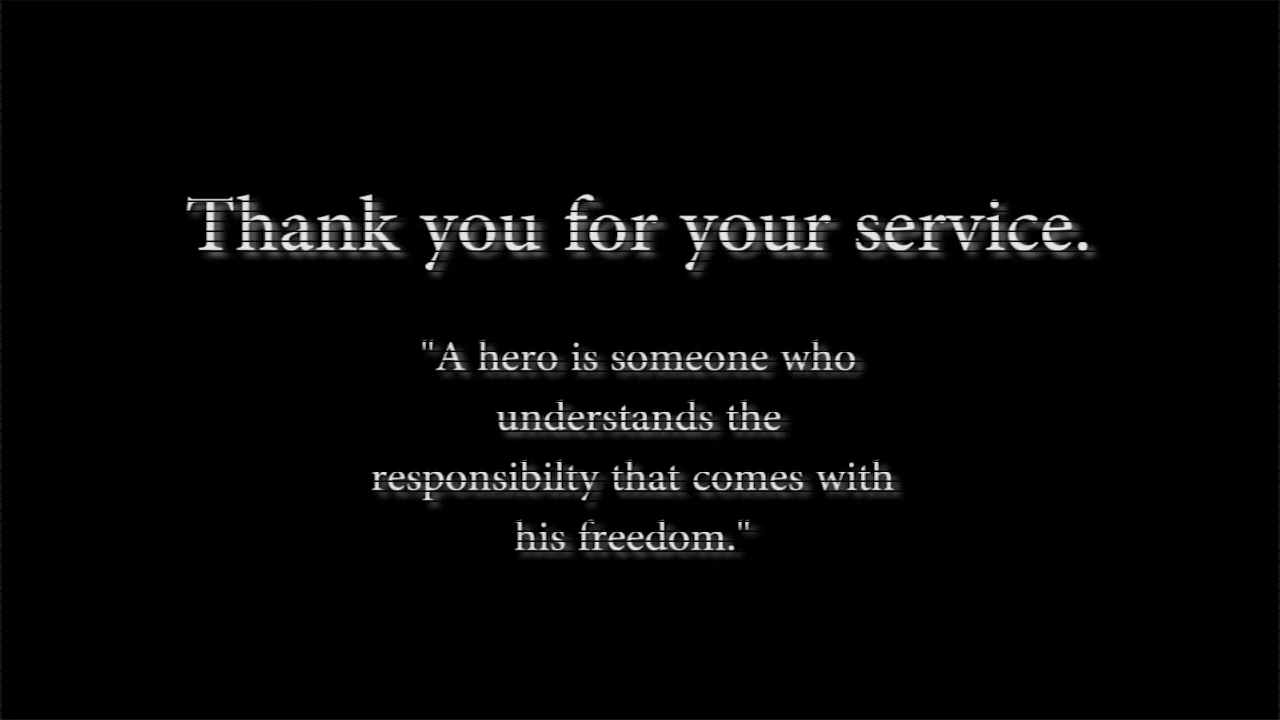 Thank you for your service.
"A hero is someone who
understands the
responsibilty that comes with
his freedom."